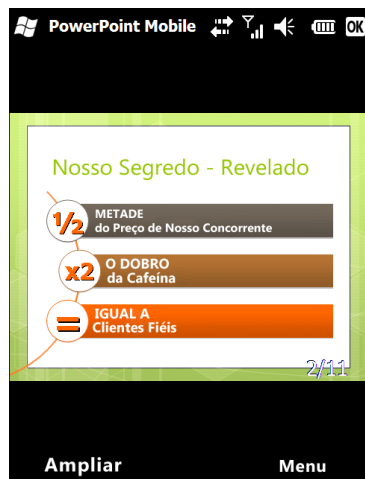 PowerPoint Mobile OK
Nosso Segredo - Revelado
1/2
METADE
do Preço de Nosso Concorrente
x2
O DOBRO
da Cafeína
=
IGUAL A
Clientes Fiéis
2/11
Ampliar Menu